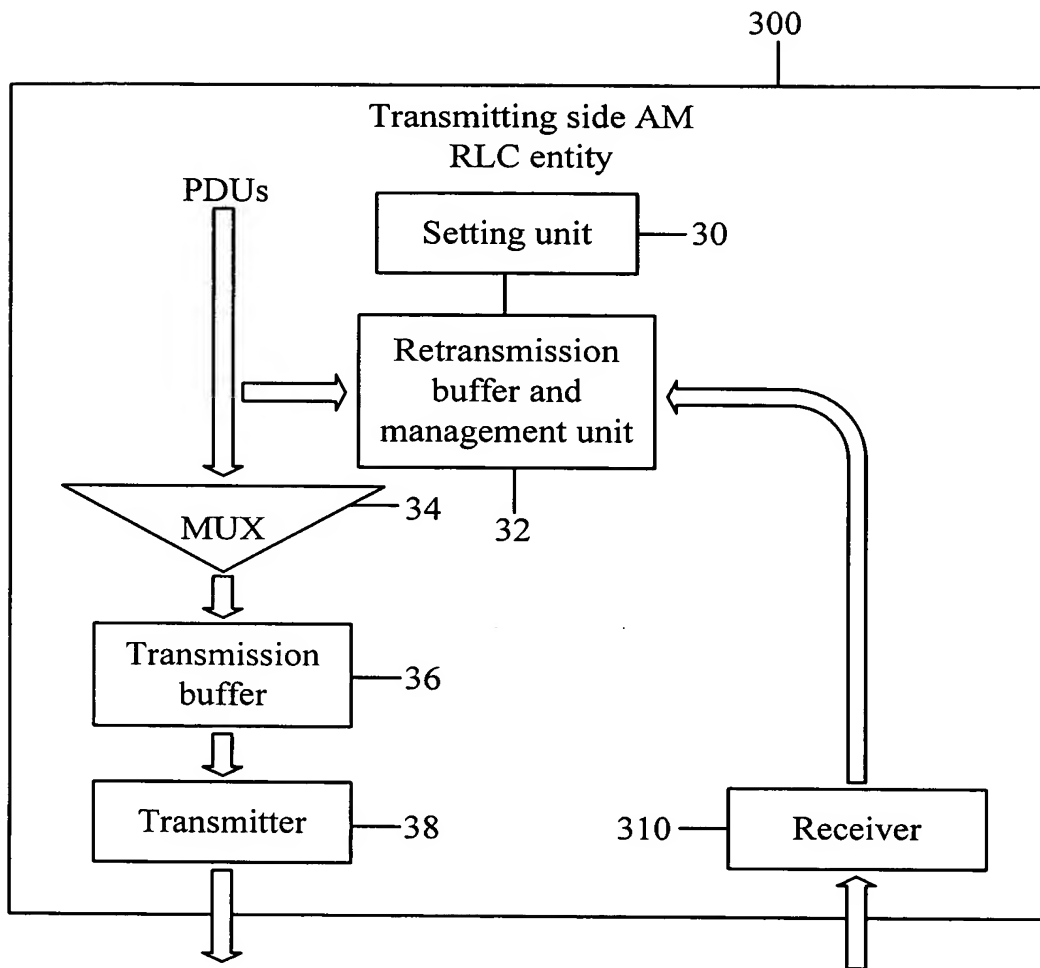 300
Transmitting side AM
RLC entity
PDUs
Setting unit
30
Retransmission
buffer and
management unit
32
MUX
34
Transmission
buffer
36
Transmitter
38
310
Receiver